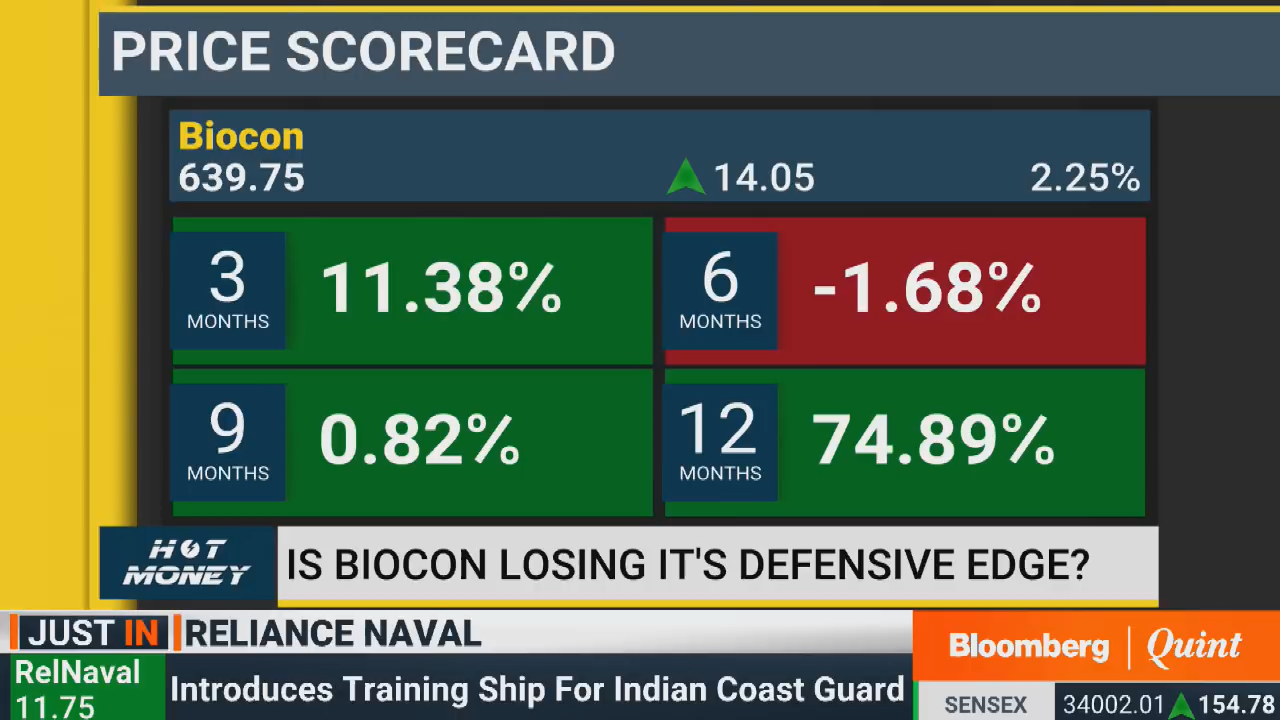 PRICE SCORECARD
Biocon
639.75 ▲ 14.05 2.25%
3 MONTHS 11.38%
6 MONTHS -1.68%
9 MONTHS 0.82%
12 MONTHS 74.89%
HOT MONEY
IS BIOCON LOSING IT'S DEFENSIVE EDGE?
JUST IN RELIANCE NAVAL
RelNaval
11.75
Introduces Training Ship For Indian Coast Guard
Bloomberg | Quint
SENSEX 34002.01 ▲ 154.78